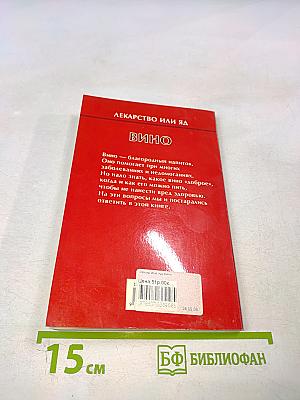 ЛЕКАРСТВО ИЛИ ЯД
ВИНО
Вино — благородный напиток.
Оно помогает при многих
заболеваниях и недомоганиях.
Но надо знать, какое вино «доброе»,
когда и как его можно пить,
чтобы не нанести вред здоровью.
На эти вопросы мы и постарались
ответить в этой книге.
15 см
БФ БИБЛИОФАН